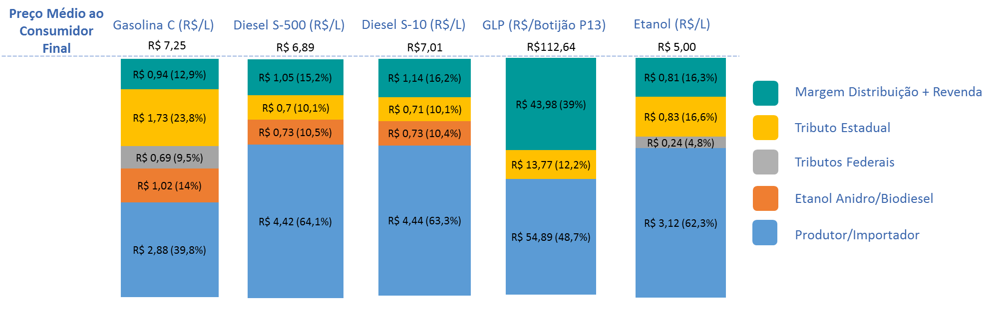 Preço Médio ao
Consumidor
Final
Gasolina C (R$/L)
R$ 7,25
Diesel S-500 (R$/L)
R$ 6,89
Diesel S-10 (R$/L)
R$7,01
GLP (R$/Botijão P13)
R$112,64
Etanol (R$/L)
R$ 5,00
R$ 0,94 (12,9%)
R$ 1,73 (23,8%)
R$ 0,69 (9,5%)
R$ 1,02 (14%)
R$ 2,88 (39,8%)
R$ 1,05 (15,2%)
R$ 0,7 (10,1%)
R$ 0,73 (10,5%)
R$ 4,42 (64,1%)
R$ 1,14 (16,2%)
R$ 0,71 (10,1%)
R$ 0,73 (10,4%)
R$ 4,44 (63,3%)
R$ 43,98 (39%)
R$ 13,77 (12,2%)
R$ 54,89 (48,7%)
R$ 0,81 (16,3%)
R$ 0,83 (16,6%)
R$ 0,24 (4,8%)
R$ 3,12 (62,3%)
Margem Distribuição + Revenda
Tributo Estadual
Tributos Federais
Etanol Anidro/Biodiesel
Produtor/Importador